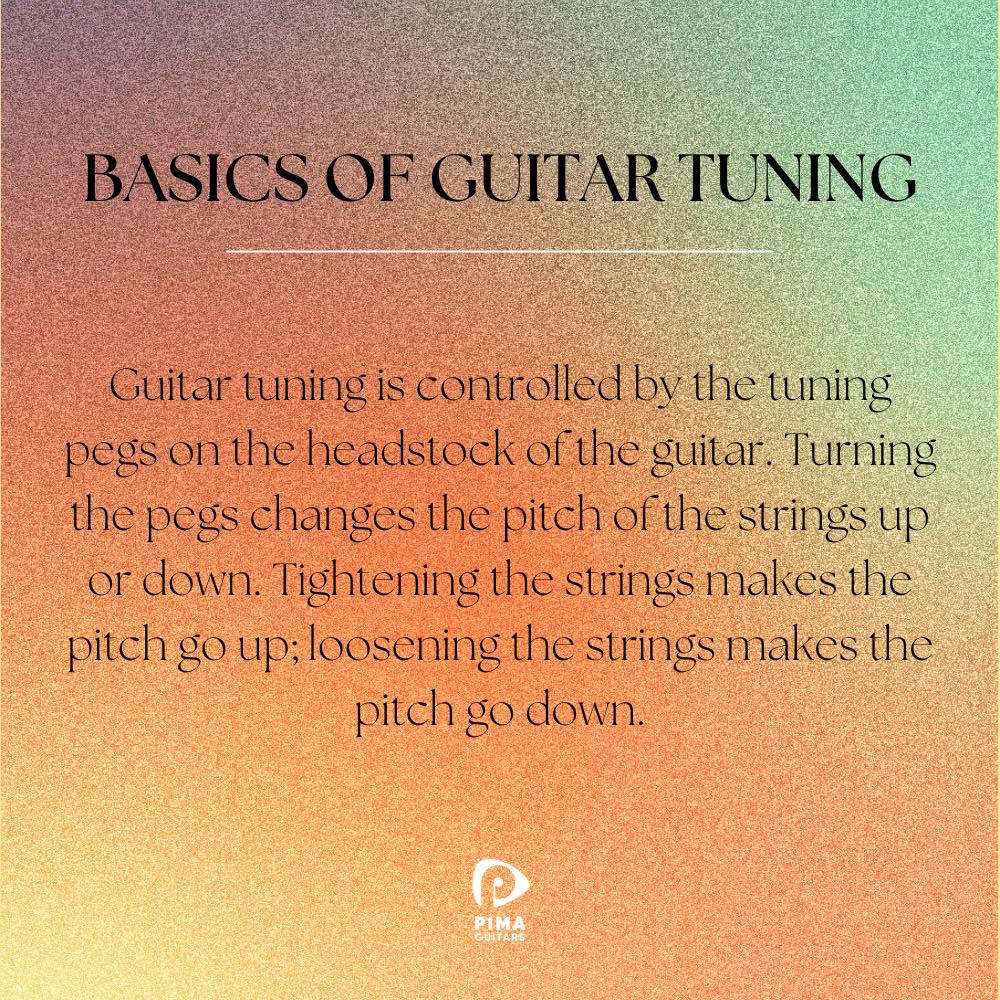 BASICS OF GUITAR TUNING
Guitar tuning is controlled by the tuning
pegs on the headstock of the guitar. Turning
the pegs changes the pitch of the strings up
or down. Tightening the strings makes the
pitch go up; loosening the strings makes the
pitch go down.
PIMA
GUITARS